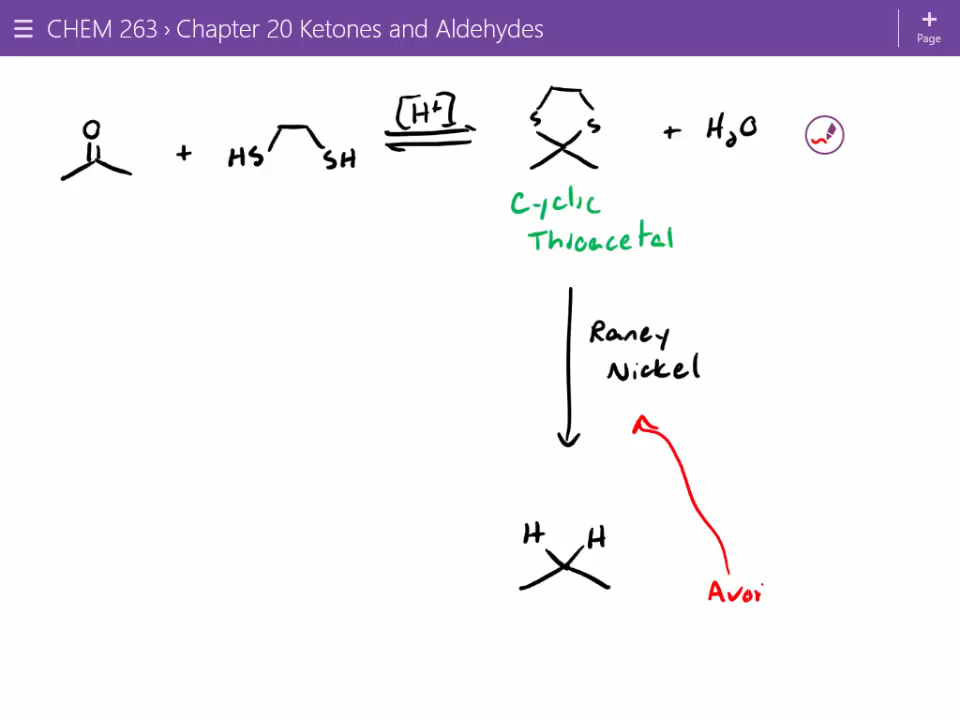 CHEM 263 › Chapter 20 Ketones and Aldehydes
+
Page
O
+
HS
SH
[H+]
S
S
+ H₂O
Cyclic
Thioacetal
Raney
Nickel
H
H
Avoi